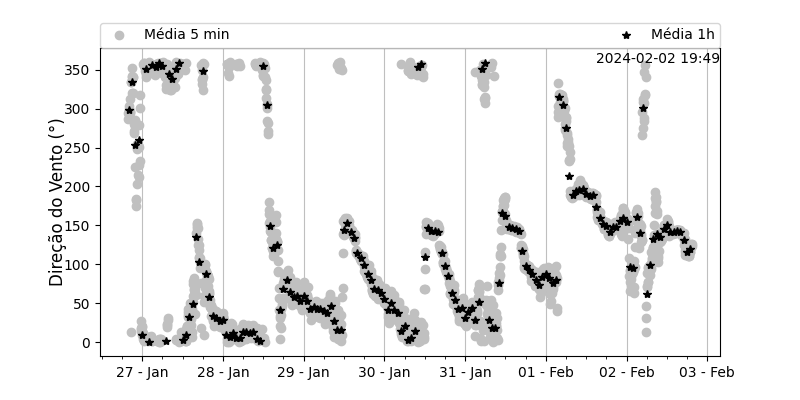 Média 5 min
Média 1h
2024-02-02 19:49
Direção do Vento (°)
350
300
250
200
150
100
50
0
27 - Jan
28 - Jan
29 - Jan
30 - Jan
31 - Jan
01 - Feb
02 - Feb
03 - Feb